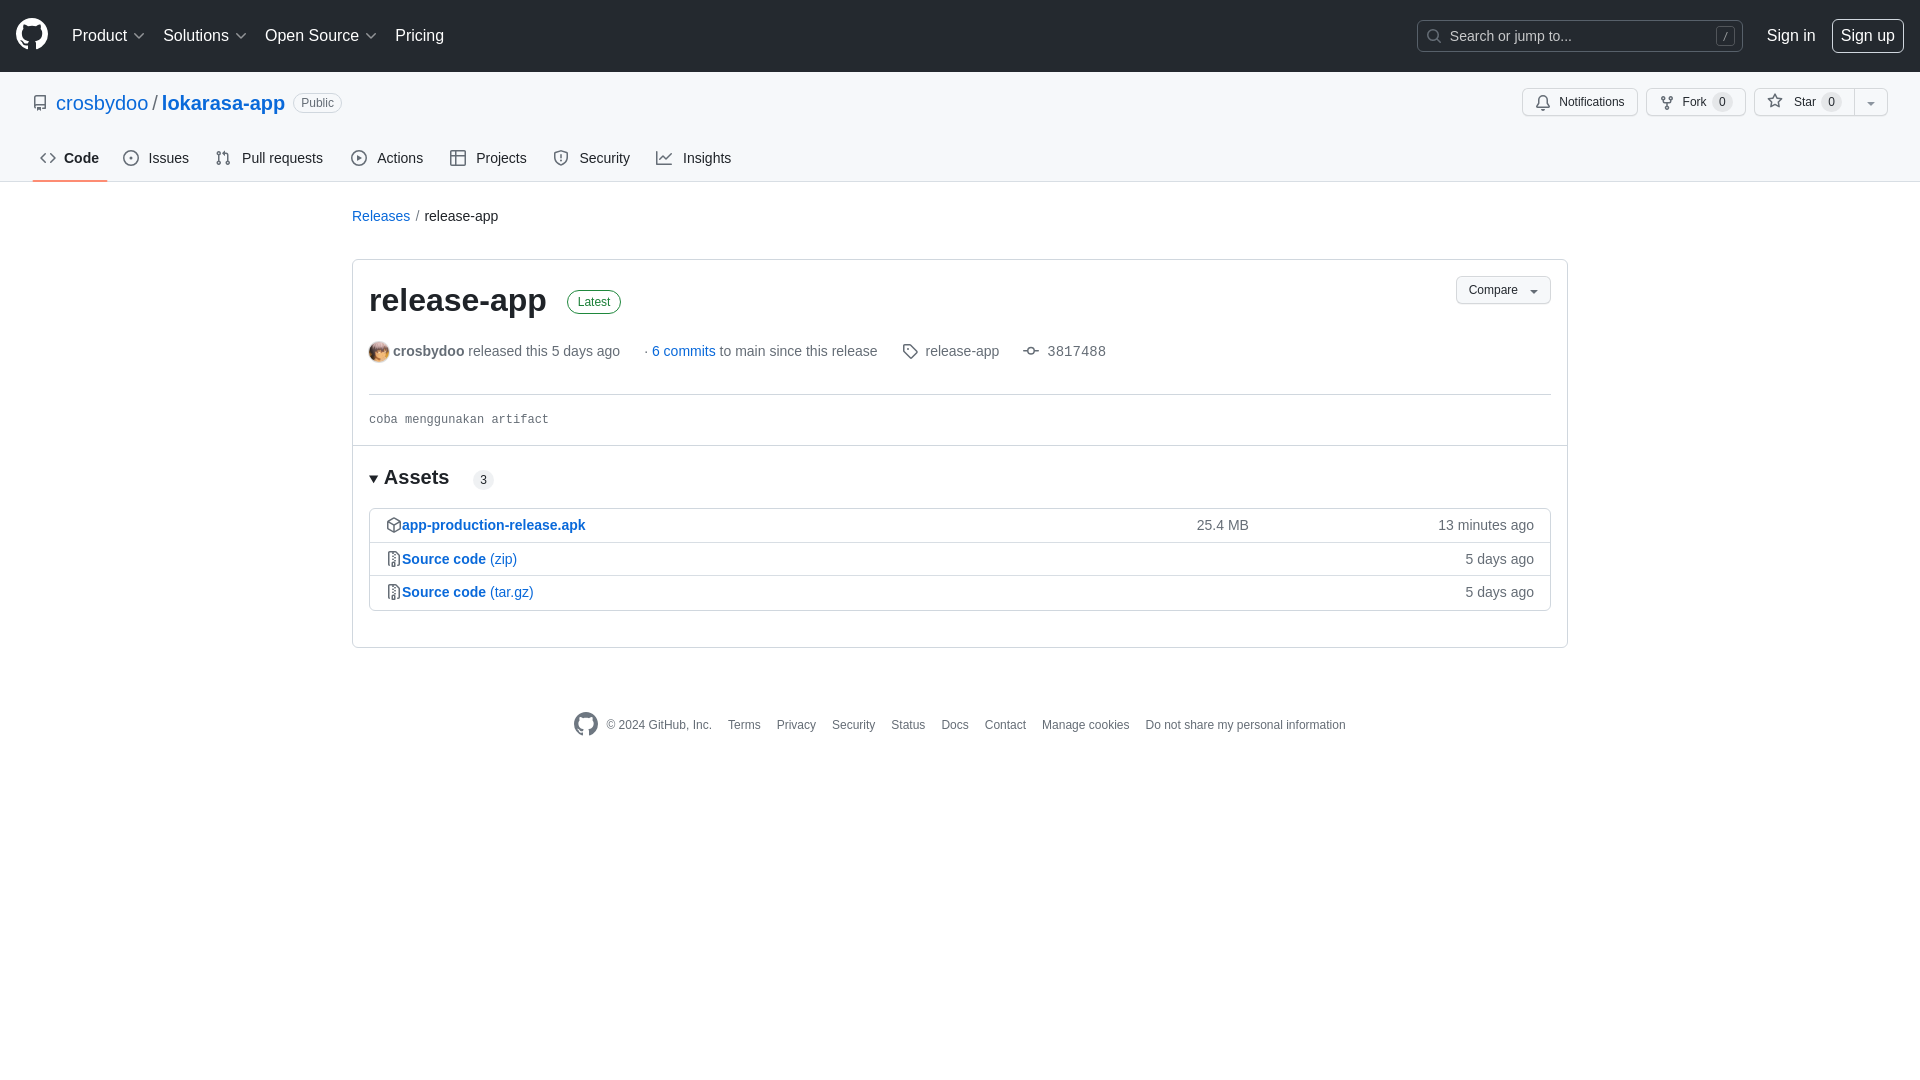 Product Solutions Open Source Pricing Search or jump to... / Sign in Sign up
crosbydoo / lokarasa-app Public Notifications Fork 0 Star 0
Code Issues Pull requests Actions Projects Security Insights
Releases / release-app
release-app Latest Compare
crosbydoo released this 5 days ago · 6 commits to main since this release release-app 3817488
coba menggunakan artifact
Assets 3
app-production-release.apk 25.4 MB 13 minutes ago
Source code (zip) 5 days ago
Source code (tar.gz) 5 days ago
© 2024 GitHub, Inc. Terms Privacy Security Status Docs Contact Manage cookies Do not share my personal information